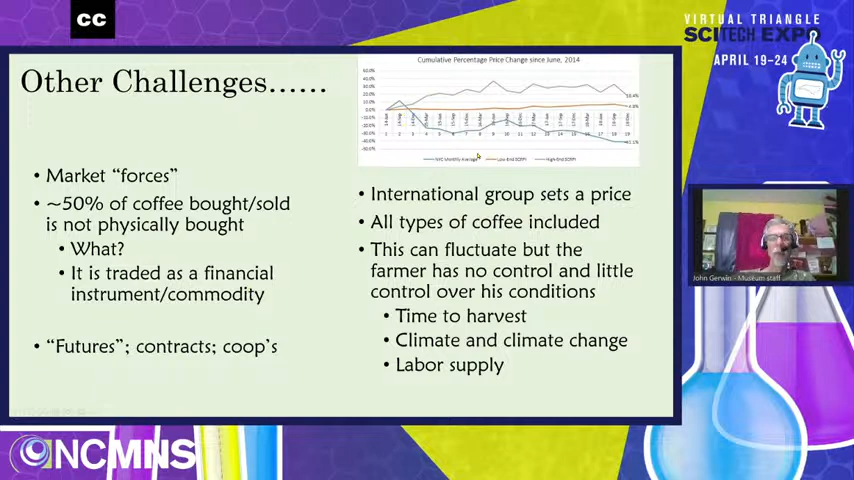 CC
VIRTUAL TRIANGLE
SCITECH EXPO
APRIL 19–24
Other Challenges......
Cumulative Percentage Price Change since June, 2014
• Market “forces”
• ~50% of coffee bought/sold
is not physically bought
• What?
• It is traded as a financial
instrument/commodity
• “Futures”; contracts; coop’s
• International group sets a price
• All types of coffee included
• This can fluctuate but the
farmer has no control and little
control over his conditions
• Time to harvest
• Climate and climate change
• Labor supply
John Gerwin - Museum staff
NCMNS